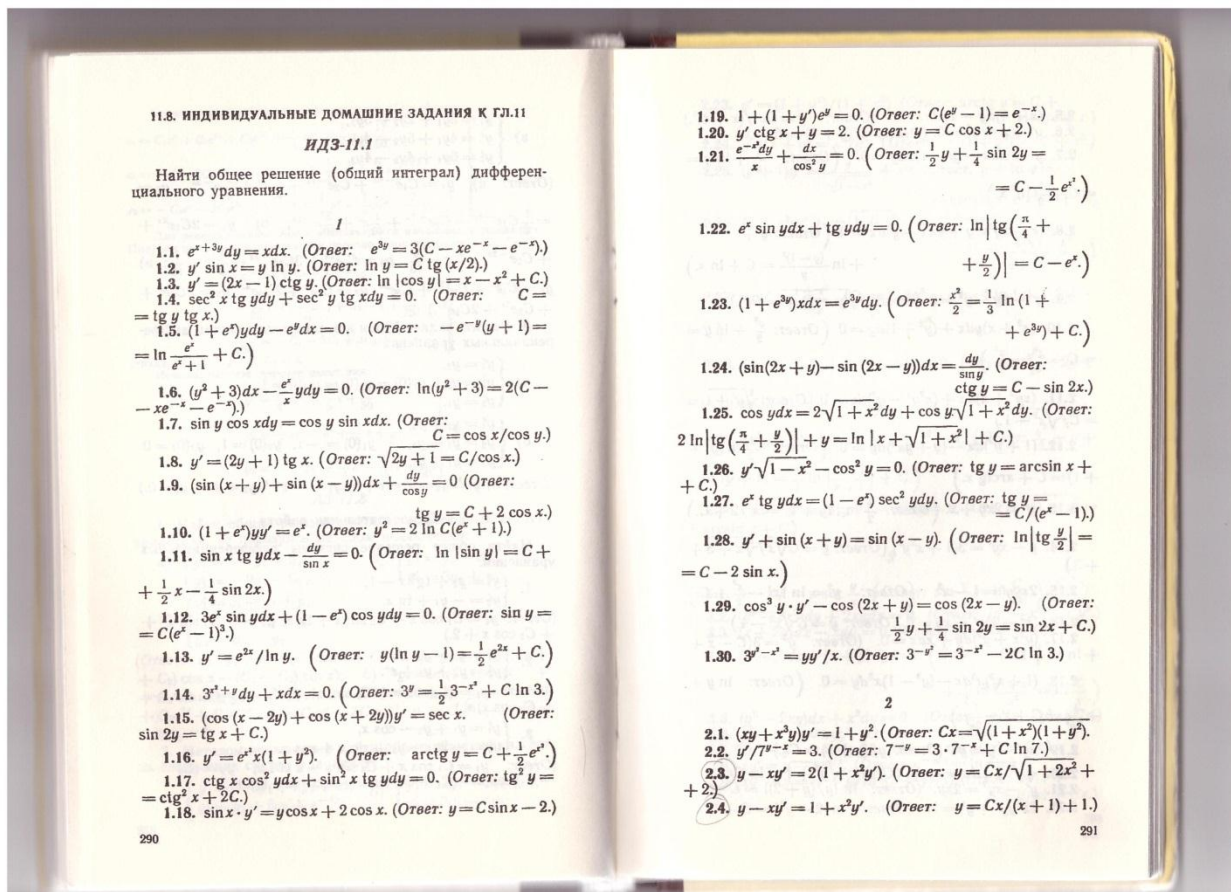 11.8. ИНДИВИДУАЛЬНЫЕ ДОМАШНИЕ ЗАДАНИЯ К ГЛ.11
ИДЗ-11.1
Найти общее решение (общий интеграл) дифферен-
циального уравнения.
1
1.1. e^{x+3y}dy = xdx. (Ответ: e^{3y} = 3(C − xe^{−x} − e^{−x}).)
1.2. y′ sin x = y ln y. (Ответ: ln y = C tg (x/2).)
1.3. y′ = (2x − 1) ctg y. (Ответ: ln |cos y| = x − x² + C.)
1.4. sec² x tg ydy + sec² y tg xdy = 0. (Ответ: C =
= tg y tg x.)
1.5. (1 + e^x)ydy − e^y dx = 0. (Ответ: −e^{−y}(y + 1) =
= ln e^x/(e^x + 1) + C.)
1.6. (y² + 3)dx − (e^x/x) ydy = 0. (Ответ: ln(y² + 3) = 2(C −
− xe^{−x} − e^{−x}).)
1.7. sin y cos xdy = cos y sin xdx. (Ответ:
C = cos x/cos y.)
1.8. y′ = (2y + 1) tg x. (Ответ: √(2y + 1) = C/cos x.)
1.9. (sin (x + y) + sin (x − y))dx + dy/cos y = 0 (Ответ:
tg y = C + 2 cos x.)
1.10. (1 + e^x)yy′ = e^x. (Ответ: y² = 2 ln C(e^x + 1).)
1.11. sin x tg ydx − dy/sin x = 0. (Ответ: ln |sin y| = C +
+ ½x − ¼ sin 2x.)
1.12. 3e^x sin ydx + (1 − e^x) cos ydy = 0. (Ответ: sin y =
= C(e^x − 1)³.)
1.13. y′ = e^{2x}/ln y. (Ответ: y(ln y − 1) = ½e^{2x} + C.)
1.14. 3^{x²+y}dy + xdx = 0. (Ответ: 3^y = ½3^{−x²} + C ln 3.)
1.15. (cos (x − 2y) + cos (x + 2y))y′ = sec x. (Ответ:
sin 2y = tg x + C.)
1.16. y′ = e^{x²}x(1 + y²). (Ответ: arctg y = C + ½e^{x²}.)
1.17. ctg x cos² ydx + sin² x tg ydy = 0. (Ответ: tg² y =
= ctg² x + 2C.)
1.18. sin x · y′ = y cos x + 2 cos x. (Ответ: y = C sin x − 2.)
290
1.19. 1 + (1 + y′)e^y = 0. (Ответ: C(e^y − 1) = e^{−x}.)
1.20. y′ ctg x + y = 2. (Ответ: y = C cos x + 2.)
1.21. e^{−x²}dy/x + dx/cos² y = 0. (Ответ: ½y + ¼ sin 2y =
= C − ½e^{x²}.)
1.22. e^x sin ydx + tg ydy = 0. (Ответ: ln|tg(π/4 +
+ y/2)| = C − e^x.)
1.23. (1 + e^{3y})xdx = e^{3y}dy. (Ответ: x²/2 = ⅓ ln (1 +
+ e^{3y}) + C.)
1.24. (sin(2x + y) − sin (2x − y))dx = dy/sin y. (Ответ:
ctg y = C − sin 2x.)
1.25. cos ydx = 2√(1 + x²)dy + cos y√(1 + x²)dy. (Ответ:
2 ln|tg(π/4 + y/2)| + y = ln |x + √(1 + x²)| + C.)
1.26. y′√(1 − x²) − cos² y = 0. (Ответ: tg y = arcsin x +
+ C.)
1.27. e^x tg ydx = (1 − e^x) sec² ydy. (Ответ: tg y =
= C/(e^x − 1).)
1.28. y′ + sin (x + y) = sin (x − y). (Ответ: ln|tg y/2| =
= C − 2 sin x.)
1.29. cos³ y · y′ − cos (2x + y) = cos (2x − y). (Ответ:
½y + ¼ sin 2y = sin 2x + C.)
1.30. 3^{y²−x²} = yy′/x. (Ответ: 3^{−y²} = 3^{−x²} − 2C ln 3.)
2
2.1. (xy + x³y)y′ = 1 + y². (Ответ: Cx = √((1 + x²)(1 + y²).)
2.2. y′/7^{y−x} = 3. (Ответ: 7^{−y} = 3 · 7^{−x} + C ln 7.)
2.3. y − xy′ = 2(1 + x²y′). (Ответ: y = Cx/√(1 + 2x²) +
+ 2.)
2.4. y − xy′ = 1 + x²y′. (Ответ: y = Cx/(x + 1) + 1.)
291